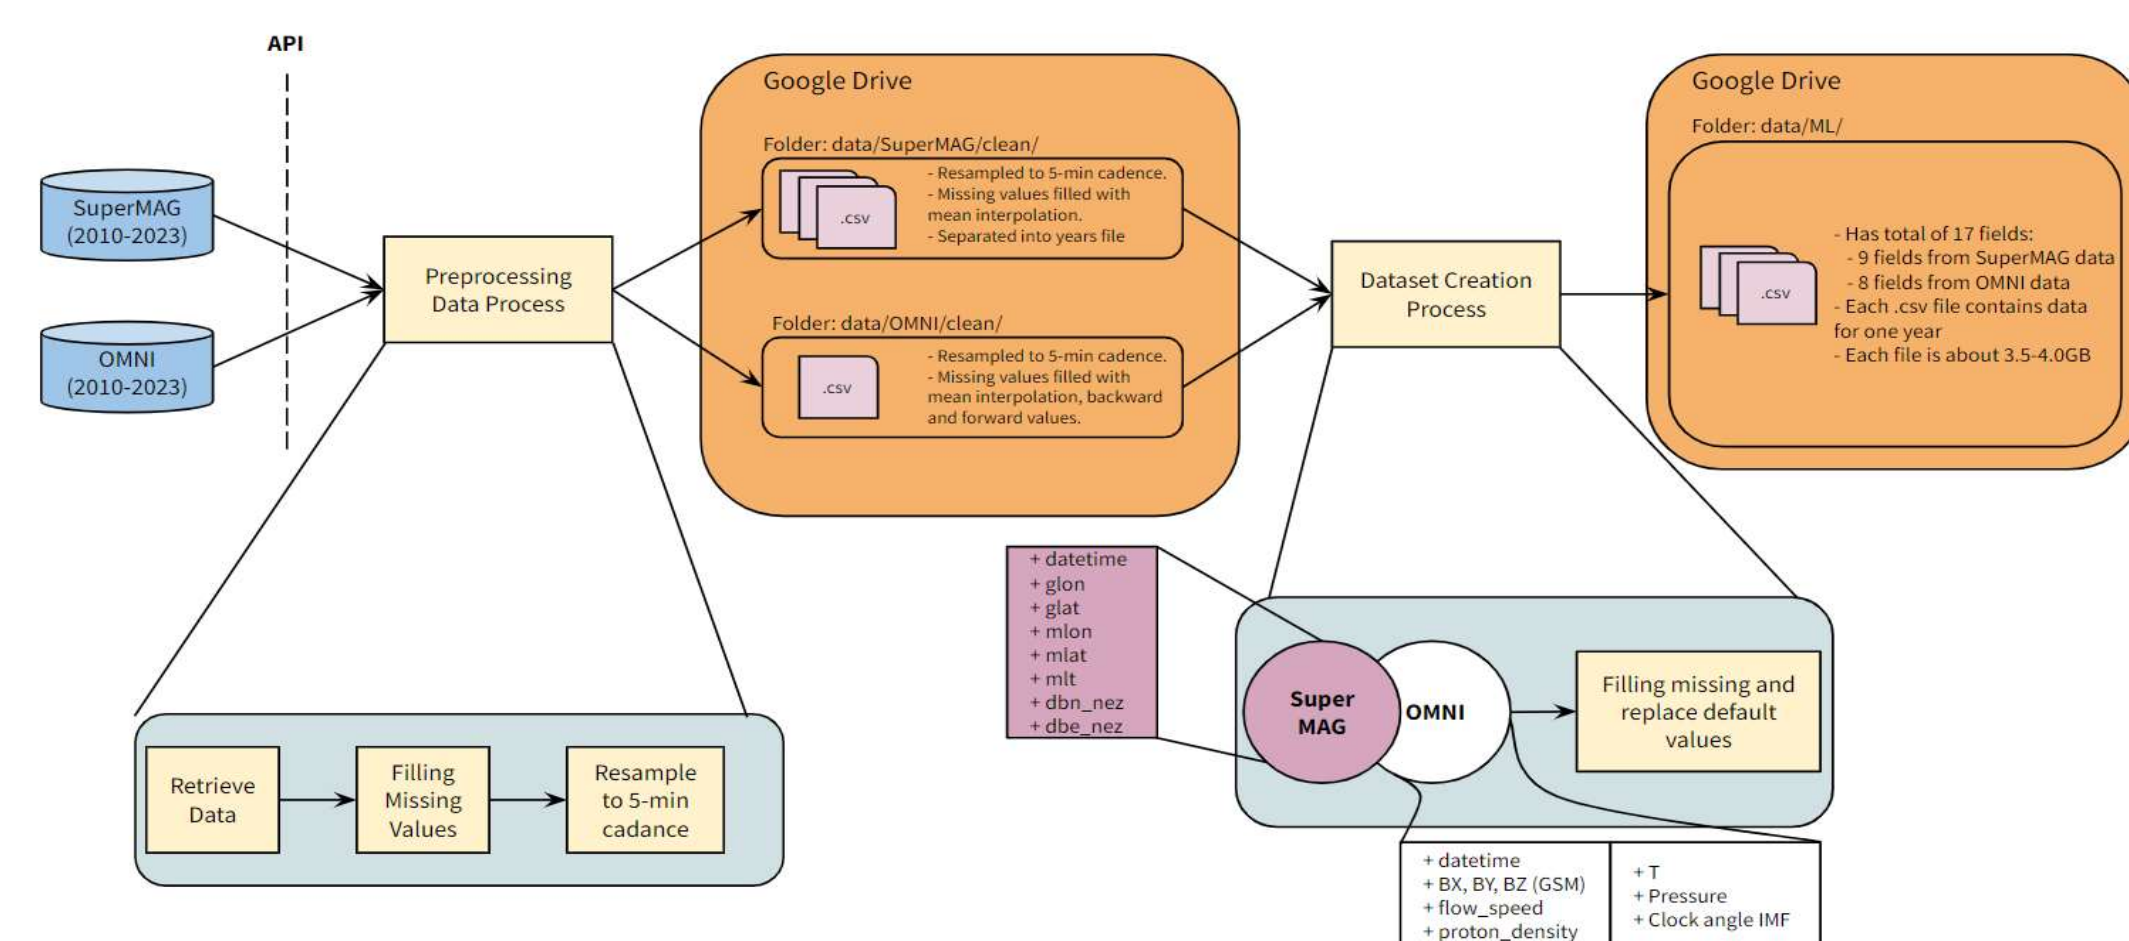 API
SuperMAG
(2010-2023)
OMNI
(2010-2023)
Preprocessing
Data Process
Google Drive
Folder: data/SuperMAG/clean/
.csv
- Resampled to 5-min cadence.
- Missing values filled with
mean interpolation.
- Separated into years file
Folder: data/OMNI/clean/
.csv
- Resampled to 5-min cadence.
- Missing values filled with
mean interpolation, backward
and forward values.
Dataset Creation
Process
Google Drive
Folder: data/ML/
.csv
- Has total of 17 fields:
- 9 fields from SuperMAG data
- 8 fields from OMNI data
- Each .csv file contains data
for one year
- Each file is about 3.5-4.0GB
Retrieve
Data
Filling
Missing
Values
Resample
to 5-min
cadance
+ datetime
+ glon
+ glat
+ mlon
+ mlat
+ mlt
+ dbn_nez
+ dbe_nez
Super
MAG
OMNI
Filling missing and
replace default
values
+ datetime
+ BX, BY, BZ (GSM)
+ flow_speed
+ proton_density
+ T
+ Pressure
+ Clock angle IMF